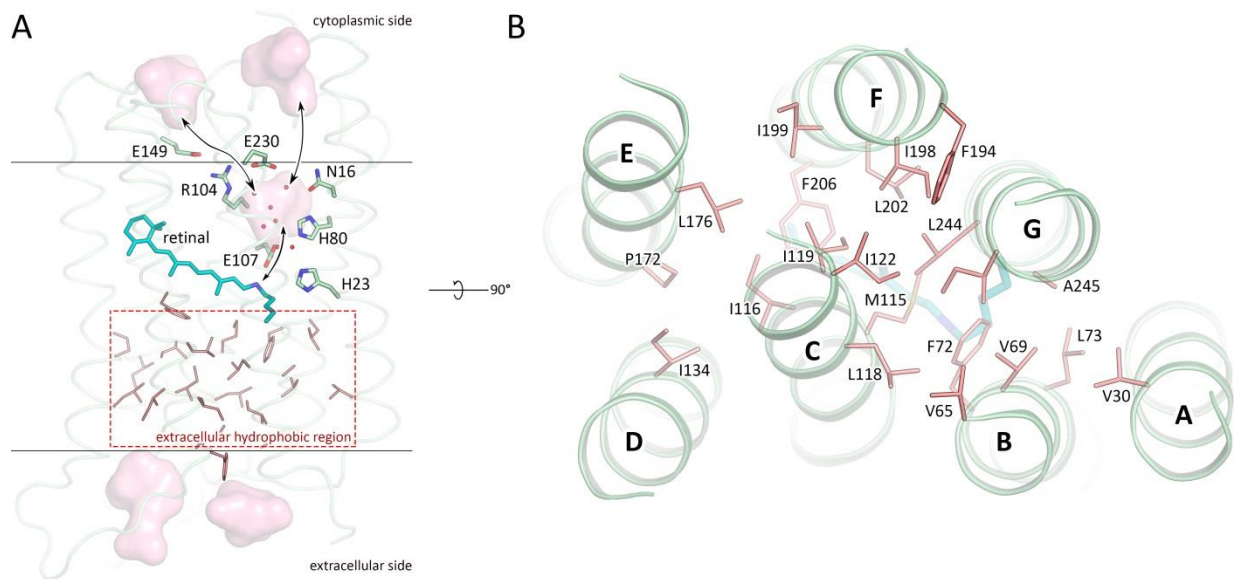 A
cytoplasmic side
E149
E230
N16
R104
retinal
H80
E107
H23
extracellular hydrophobic region
extracellular side
90°
B
F
I199
I198
F194
E
F206
L202
L176
L244
G
P172
I119
I122
A245
I116
M115
C
F72
V69
L73
I134
L118
V65
V30
A
D
B